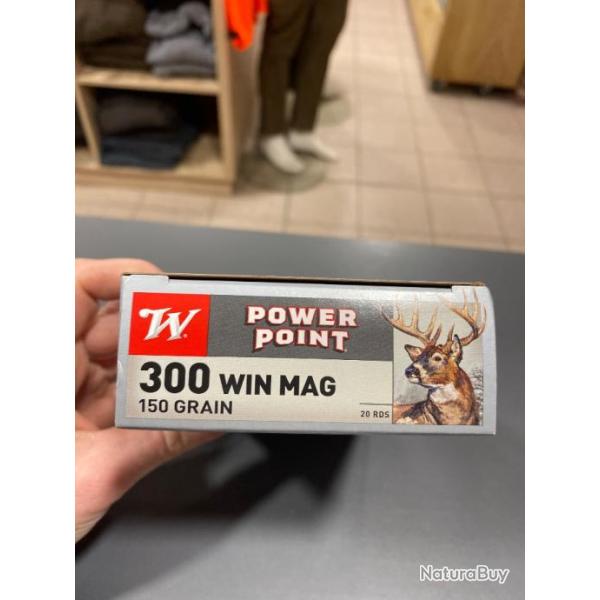 W
POWER
POINT
300 WIN MAG
150 GRAIN
20 RDS
NaturaBuy